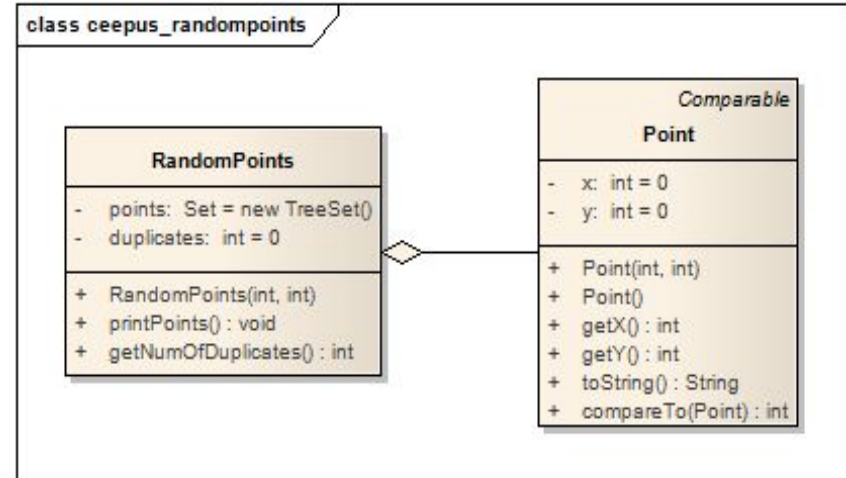 class ceepus_randompoints
RandomPoints
- points: Set = new TreeSet()
- duplicates: int = 0
+ RandomPoints(int, int)
+ printPoints() : void
+ getNumOfDuplicates() : int
Comparable
Point
- x: int = 0
- y: int = 0
+ Point(int, int)
+ Point()
+ getX() : int
+ getY() : int
+ toString() : String
+ compareTo(Point) : int